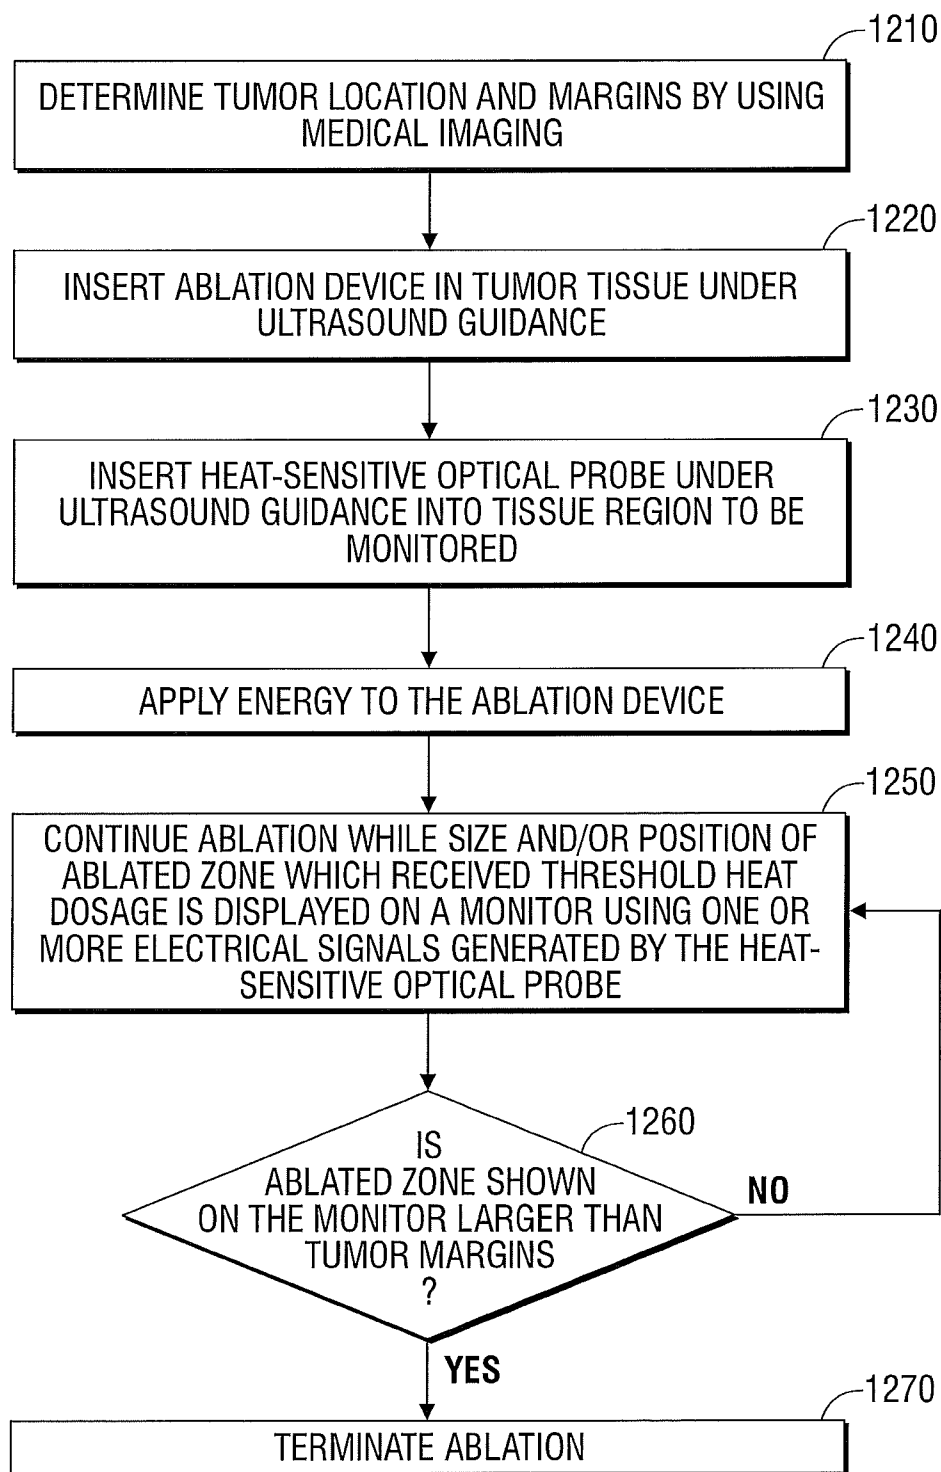 1210
DETERMINE TUMOR LOCATION AND MARGINS BY USING
MEDICAL IMAGING
1220
INSERT ABLATION DEVICE IN TUMOR TISSUE UNDER
ULTRASOUND GUIDANCE
1230
INSERT HEAT-SENSITIVE OPTICAL PROBE UNDER
ULTRASOUND GUIDANCE INTO TISSUE REGION TO BE
MONITORED
1240
APPLY ENERGY TO THE ABLATION DEVICE
1250
CONTINUE ABLATION WHILE SIZE AND/OR POSITION OF
ABLATED ZONE WHICH RECEIVED THRESHOLD HEAT
DOSAGE IS DISPLAYED ON A MONITOR USING ONE OR
MORE ELECTRICAL SIGNALS GENERATED BY THE HEAT-
SENSITIVE OPTICAL PROBE
1260
IS
ABLATED ZONE SHOWN
ON THE MONITOR LARGER THAN
TUMOR MARGINS
?
NO
YES
1270
TERMINATE ABLATION